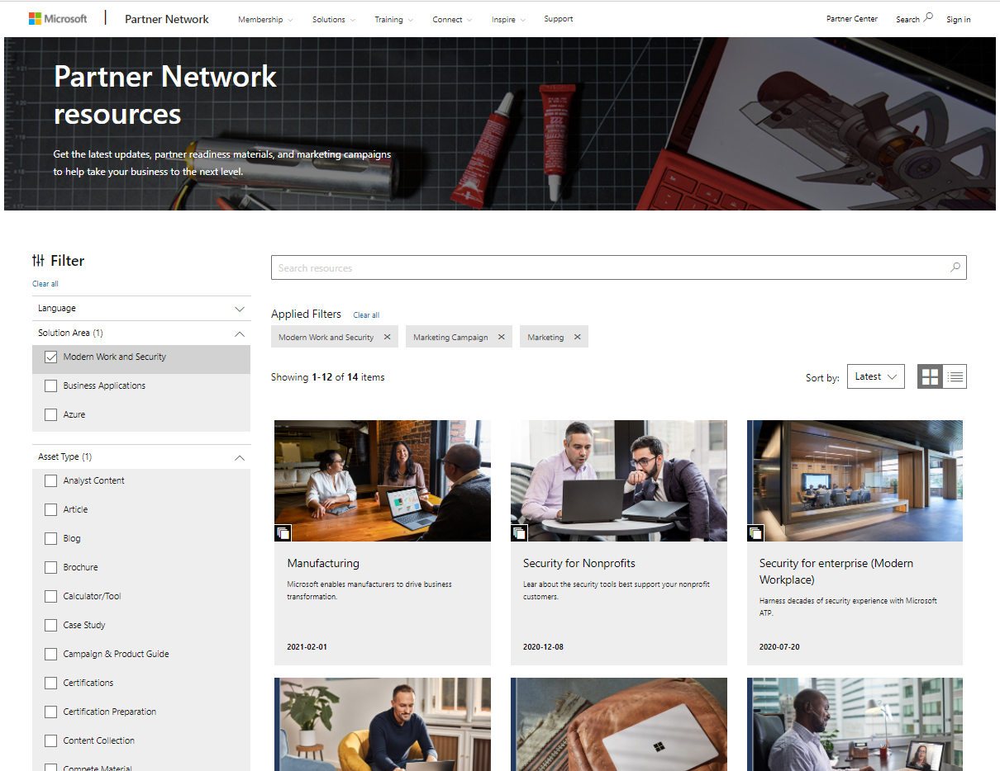 Microsoft
Partner Network
Membership
Solutions
Training
Connect
Inspire
Support
Partner Center
Search
Sign in
Partner Network
resources
Get the latest updates, partner readiness materials, and marketing campaigns
to help take your business to the next level.
Filter
Clear all
Language
Solution Area (1)
Modern Work and Security
Business Applications
Azure
Asset Type (1)
Analyst Content
Article
Blog
Brochure
Calculator/Tool
Case Study
Campaign & Product Guide
Certifications
Certification Preparation
Content Collection
Compete Material
Search resources
Applied Filters Clear all
Modern Work and Security
Marketing Campaign
Marketing
Showing 1-12 of 14 items
Sort by: Latest
Manufacturing
Microsoft enables manufacturers to drive business
transformation.
2021-02-01
Security for Nonprofits
Lear about the security tools best support your nonprofit
customers.
2020-12-08
Security for enterprise (Modern
Workplace)
Harness decades of security experience with Microsoft
ATP.
2020-07-20